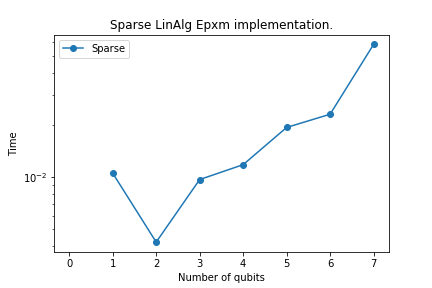 Sparse LinAlg Epxm implementation.
Sparse
Time
10⁻²
0 1 2 3 4 5 6 7
Number of qubits